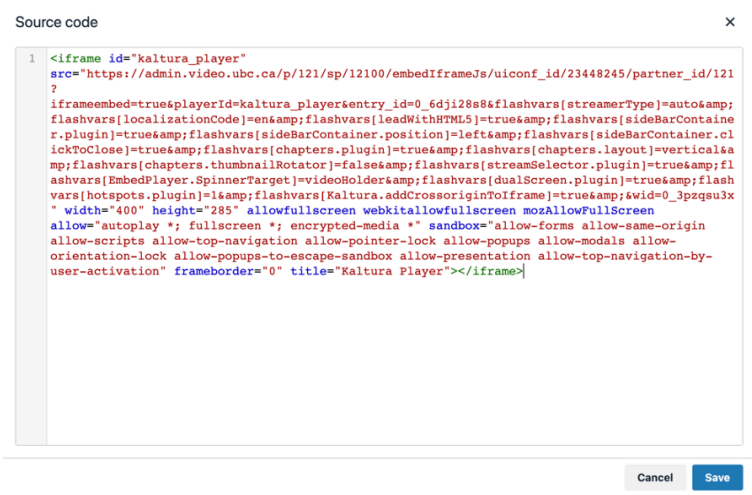 Source code
×
1 <iframe id="kaltura_player"
src="https://admin.video.ubc.ca/p/121/sp/12100/embedIframeJs/uiconf_id/23448245/partner_id/121
?
iframeembed=true&playerId=kaltura_player&entry_id=0_6dji28s8&flashvars[streamerType]=auto&amp;
flashvars[localizationCode]=en&amp;flashvars[leadWithHTML5]=true&amp;flashvars[sideBarContaine
r.plugin]=true&amp;flashvars[sideBarContainer.position]=left&amp;flashvars[sideBarContainer.cl
ickToClose]=true&amp;flashvars[chapters.plugin]=true&amp;flashvars[chapters.layout]=vertical&a
mp;flashvars[chapters.thumbnailRotator]=false&amp;flashvars[streamSelector.plugin]=true&amp;fl
ashvars[EmbedPlayer.SpinnerTarget]=videoHolder&amp;flashvars[dualScreen.plugin]=true&amp;flash
vars[hotspots.plugin]=1&amp;flashvars[Kaltura.addCrossoriginToIframe]=true&amp;&wid=0_3pzqsu3x
" width="400" height="285" allowfullscreen webkitallowfullscreen mozAllowFullScreen
allow="autoplay *; fullscreen *; encrypted-media *" sandbox="allow-forms allow-same-origin
allow-scripts allow-top-navigation allow-pointer-lock allow-popups allow-modals allow-
orientation-lock allow-popups-to-escape-sandbox allow-presentation allow-top-navigation-by-
user-activation" frameborder="0" title="Kaltura Player"></iframe>
Cancel
Save